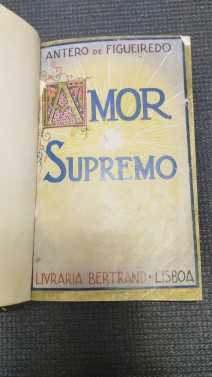 ANTERO DE FIGUEIREDO
AMOR
SUPREMO
LIVRARIA BERTRAND • LISBOA